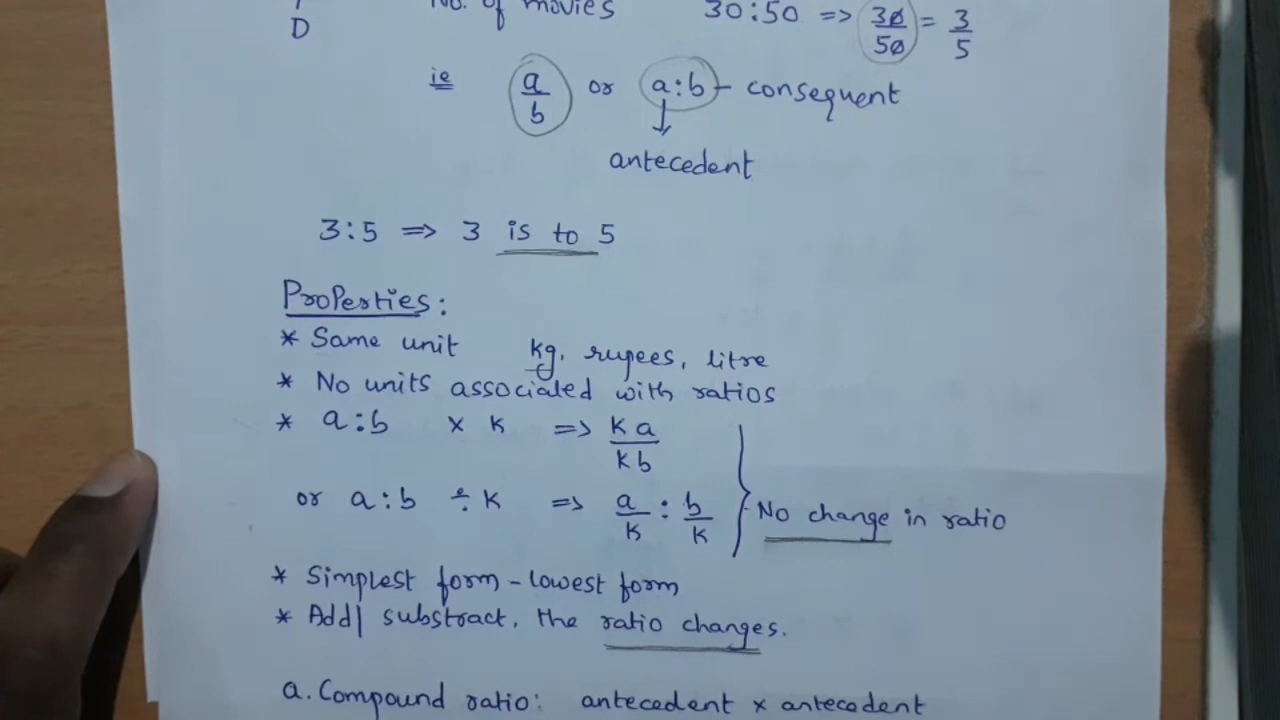 D
No. of movies 30:50 => 30/50 = 3/5
ie a/b or a:b - consequent
↓
antecedent
3:5 => 3 is to 5
Properties:
* Same unit kg, rupees, litre
* No units associated with ratios
* a:b × k => ka/kb
or a:b ÷ k => a/k : b/k } No change in ratio
* Simplest form - lowest form
* Add| substract, the ratio changes.
a. Compound ratio: antecedent × antecedent